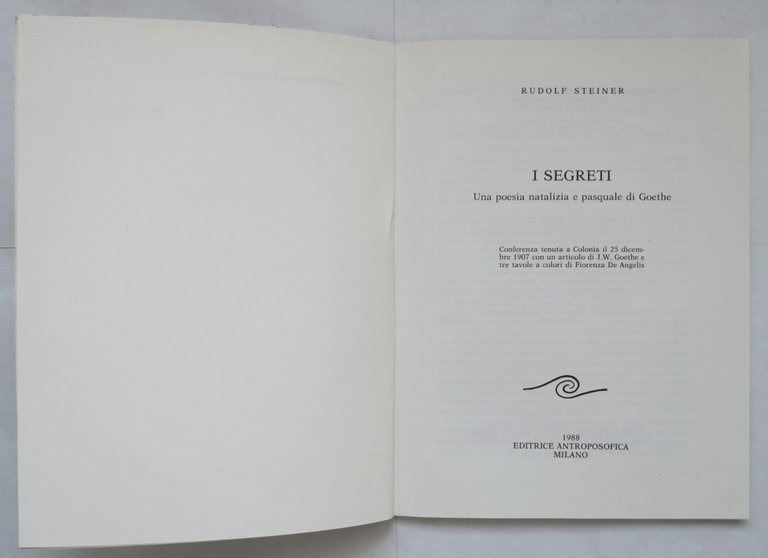 RUDOLF STEINER
I SEGRETI
Una poesia natalizia e pasquale di Goethe
Conferenza tenuta a Colonia il 25 dicem-
bre 1907 con un articolo di J.W. Goethe e
tre tavole a colori di Fiorenza De Angelis
1988
EDITRICE ANTROPOSOFICA
MILANO